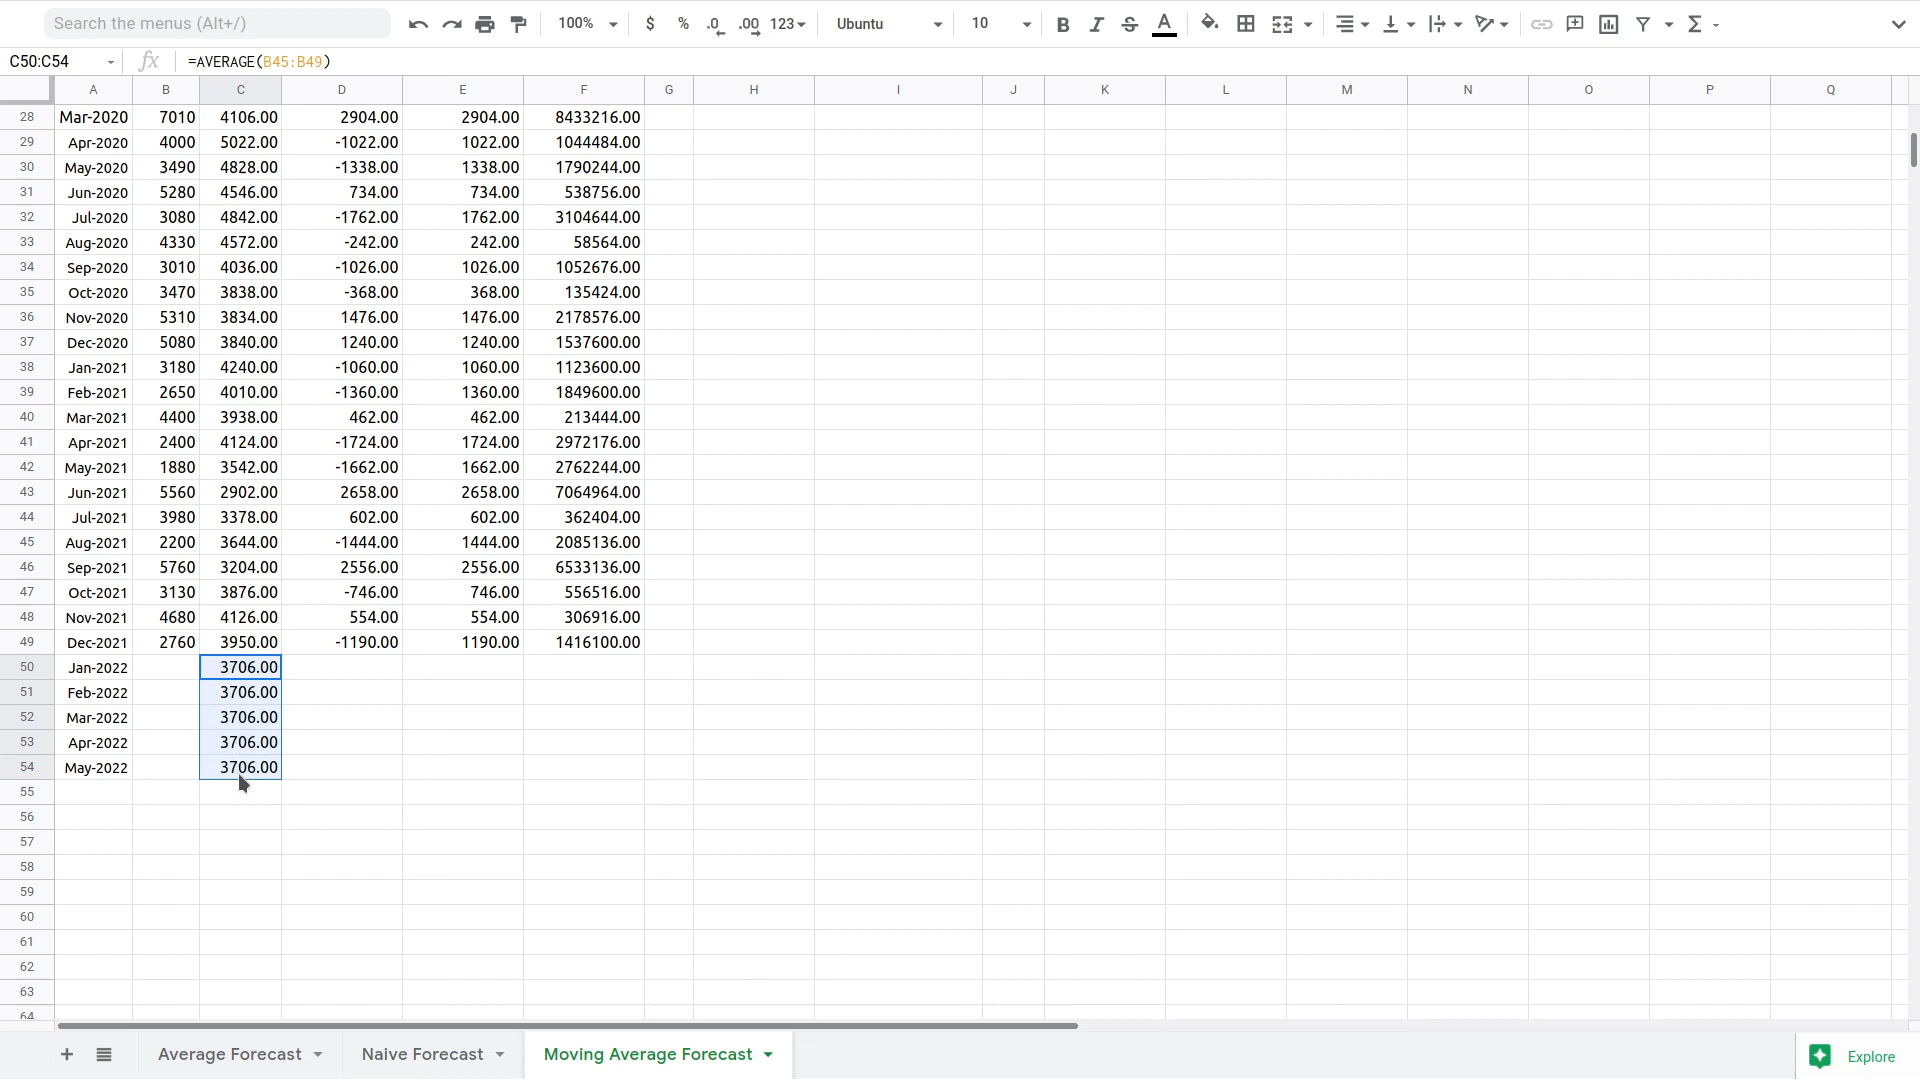 Search the menus (Alt+/) 100% $ % .0 .00 123 Ubuntu 10 B I S A Σ
C50:C54 fx =AVERAGE(B45:B49)
A B C D E F G H I J K L M N O P Q
28 Mar-2020 7010 4106.00 2904.00 2904.00 8433216.00
29 Apr-2020 4000 5022.00 -1022.00 1022.00 1044484.00
30 May-2020 3490 4828.00 -1338.00 1338.00 1790244.00
31 Jun-2020 5280 4546.00 734.00 734.00 538756.00
32 Jul-2020 3080 4842.00 -1762.00 1762.00 3104644.00
33 Aug-2020 4330 4572.00 -242.00 242.00 58564.00
34 Sep-2020 3010 4036.00 -1026.00 1026.00 1052676.00
35 Oct-2020 3470 3838.00 -368.00 368.00 135424.00
36 Nov-2020 5310 3834.00 1476.00 1476.00 2178576.00
37 Dec-2020 5080 3840.00 1240.00 1240.00 1537600.00
38 Jan-2021 3180 4240.00 -1060.00 1060.00 1123600.00
39 Feb-2021 2650 4010.00 -1360.00 1360.00 1849600.00
40 Mar-2021 4400 3938.00 462.00 462.00 213444.00
41 Apr-2021 2400 4124.00 -1724.00 1724.00 2972176.00
42 May-2021 1880 3542.00 -1662.00 1662.00 2762244.00
43 Jun-2021 5560 2902.00 2658.00 2658.00 7064964.00
44 Jul-2021 3980 3378.00 602.00 602.00 362404.00
45 Aug-2021 2200 3644.00 -1444.00 1444.00 2085136.00
46 Sep-2021 5760 3204.00 2556.00 2556.00 6533136.00
47 Oct-2021 3130 3876.00 -746.00 746.00 556516.00
48 Nov-2021 4680 4126.00 554.00 554.00 306916.00
49 Dec-2021 2760 3950.00 -1190.00 1190.00 1416100.00
50 Jan-2022 3706.00
51 Feb-2022 3706.00
52 Mar-2022 3706.00
53 Apr-2022 3706.00
54 May-2022 3706.00
55
56
57
58
59
60
61
62
63
64
Average Forecast Naive Forecast Moving Average Forecast Explore